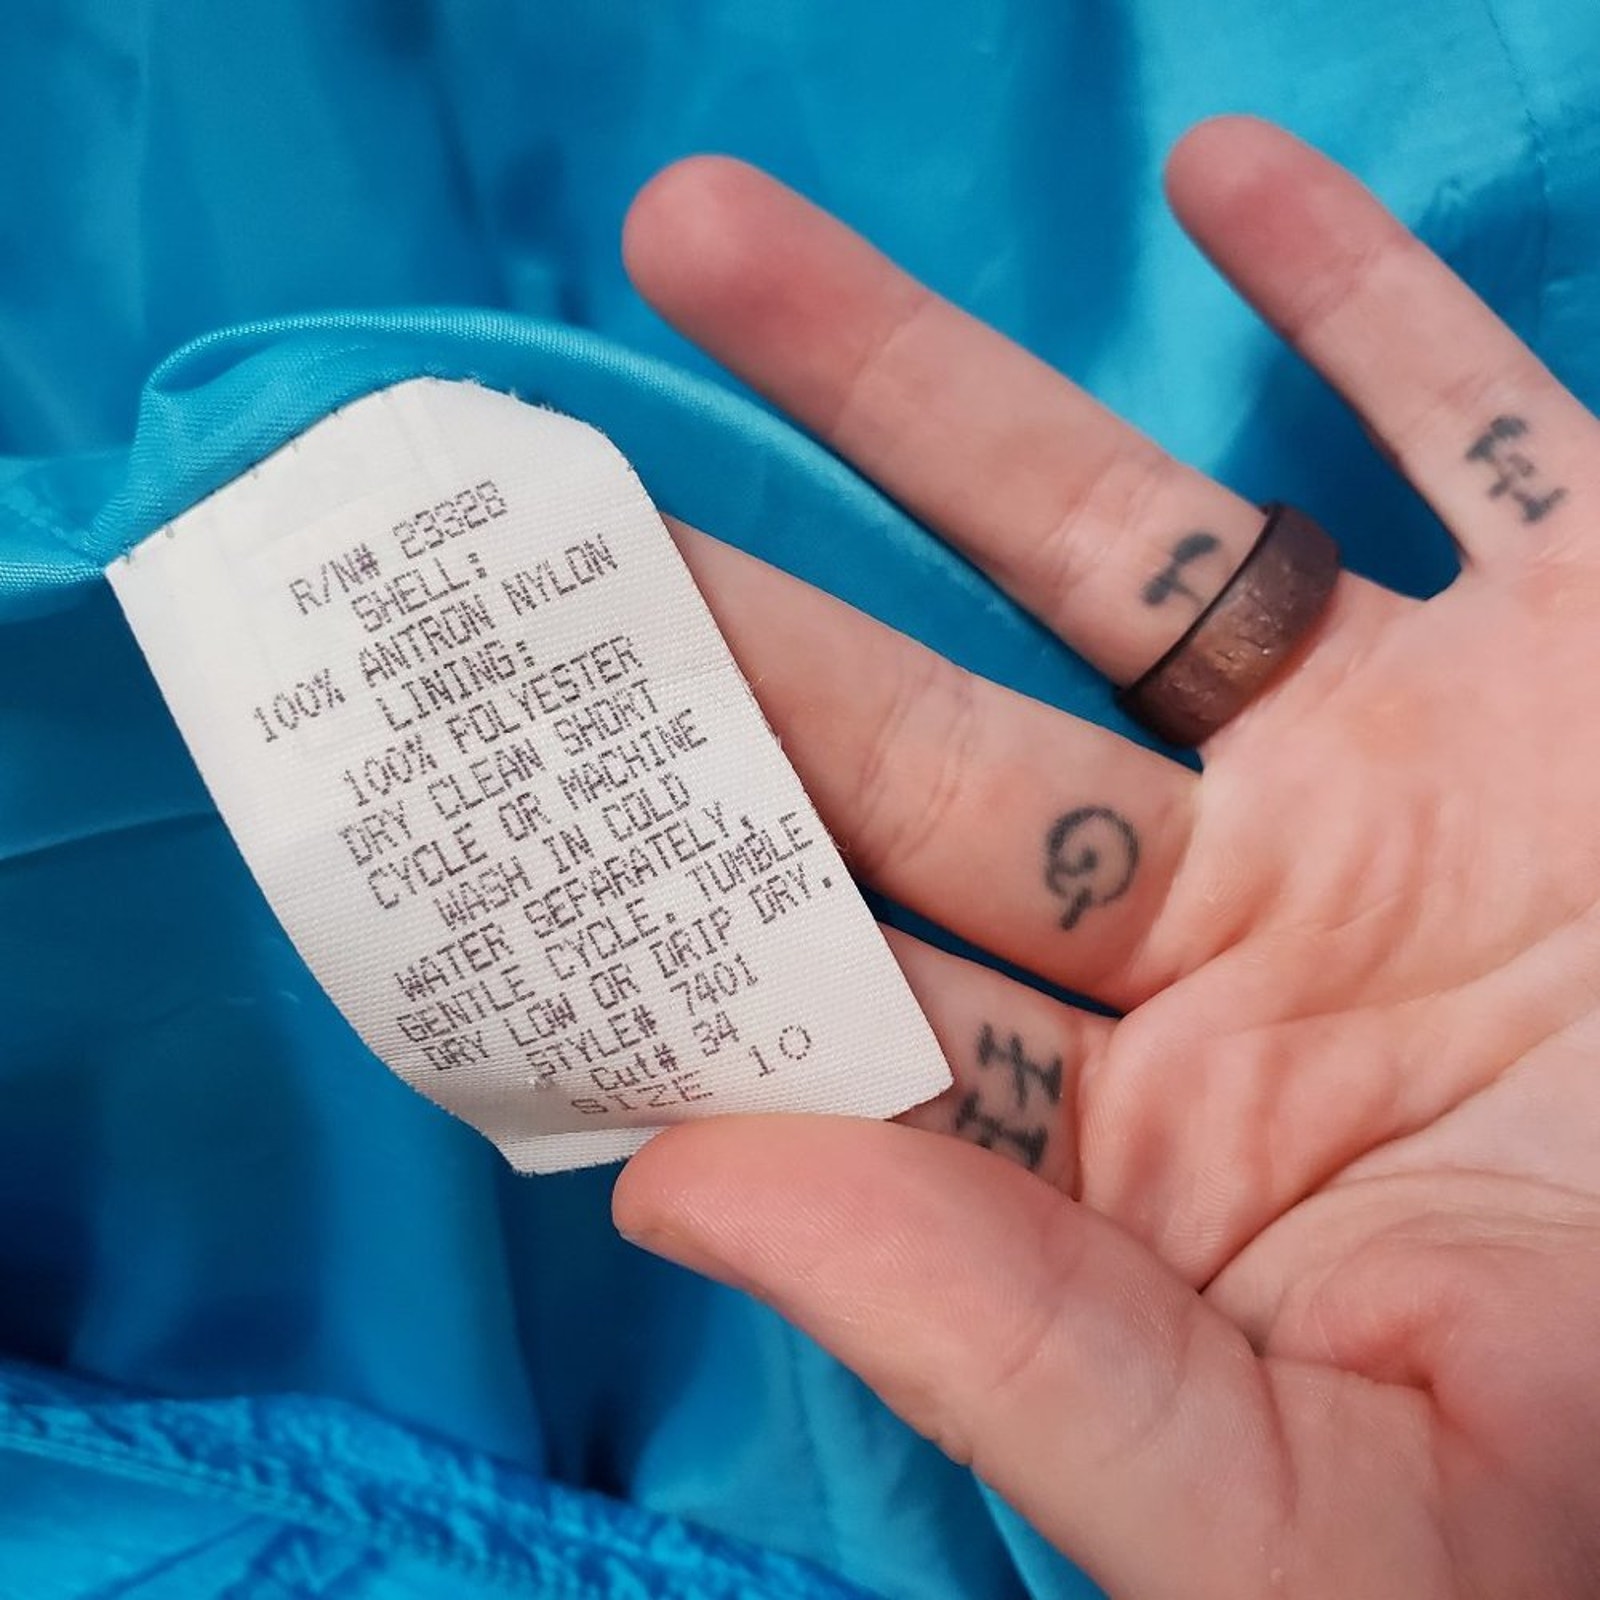 R/N# 23328
SHELL:
100% ANTRON NYLON
LINING:
100% POLYESTER
DRY CLEAN SHORT
CYCLE OR MACHINE
WASH IN COLD
WATER SEPARATELY.
GENTLE CYCLE. TUMBLE
DRY LOW OR DRIP DRY.
STYLE# 7401
Cut# 34
SIZE 10